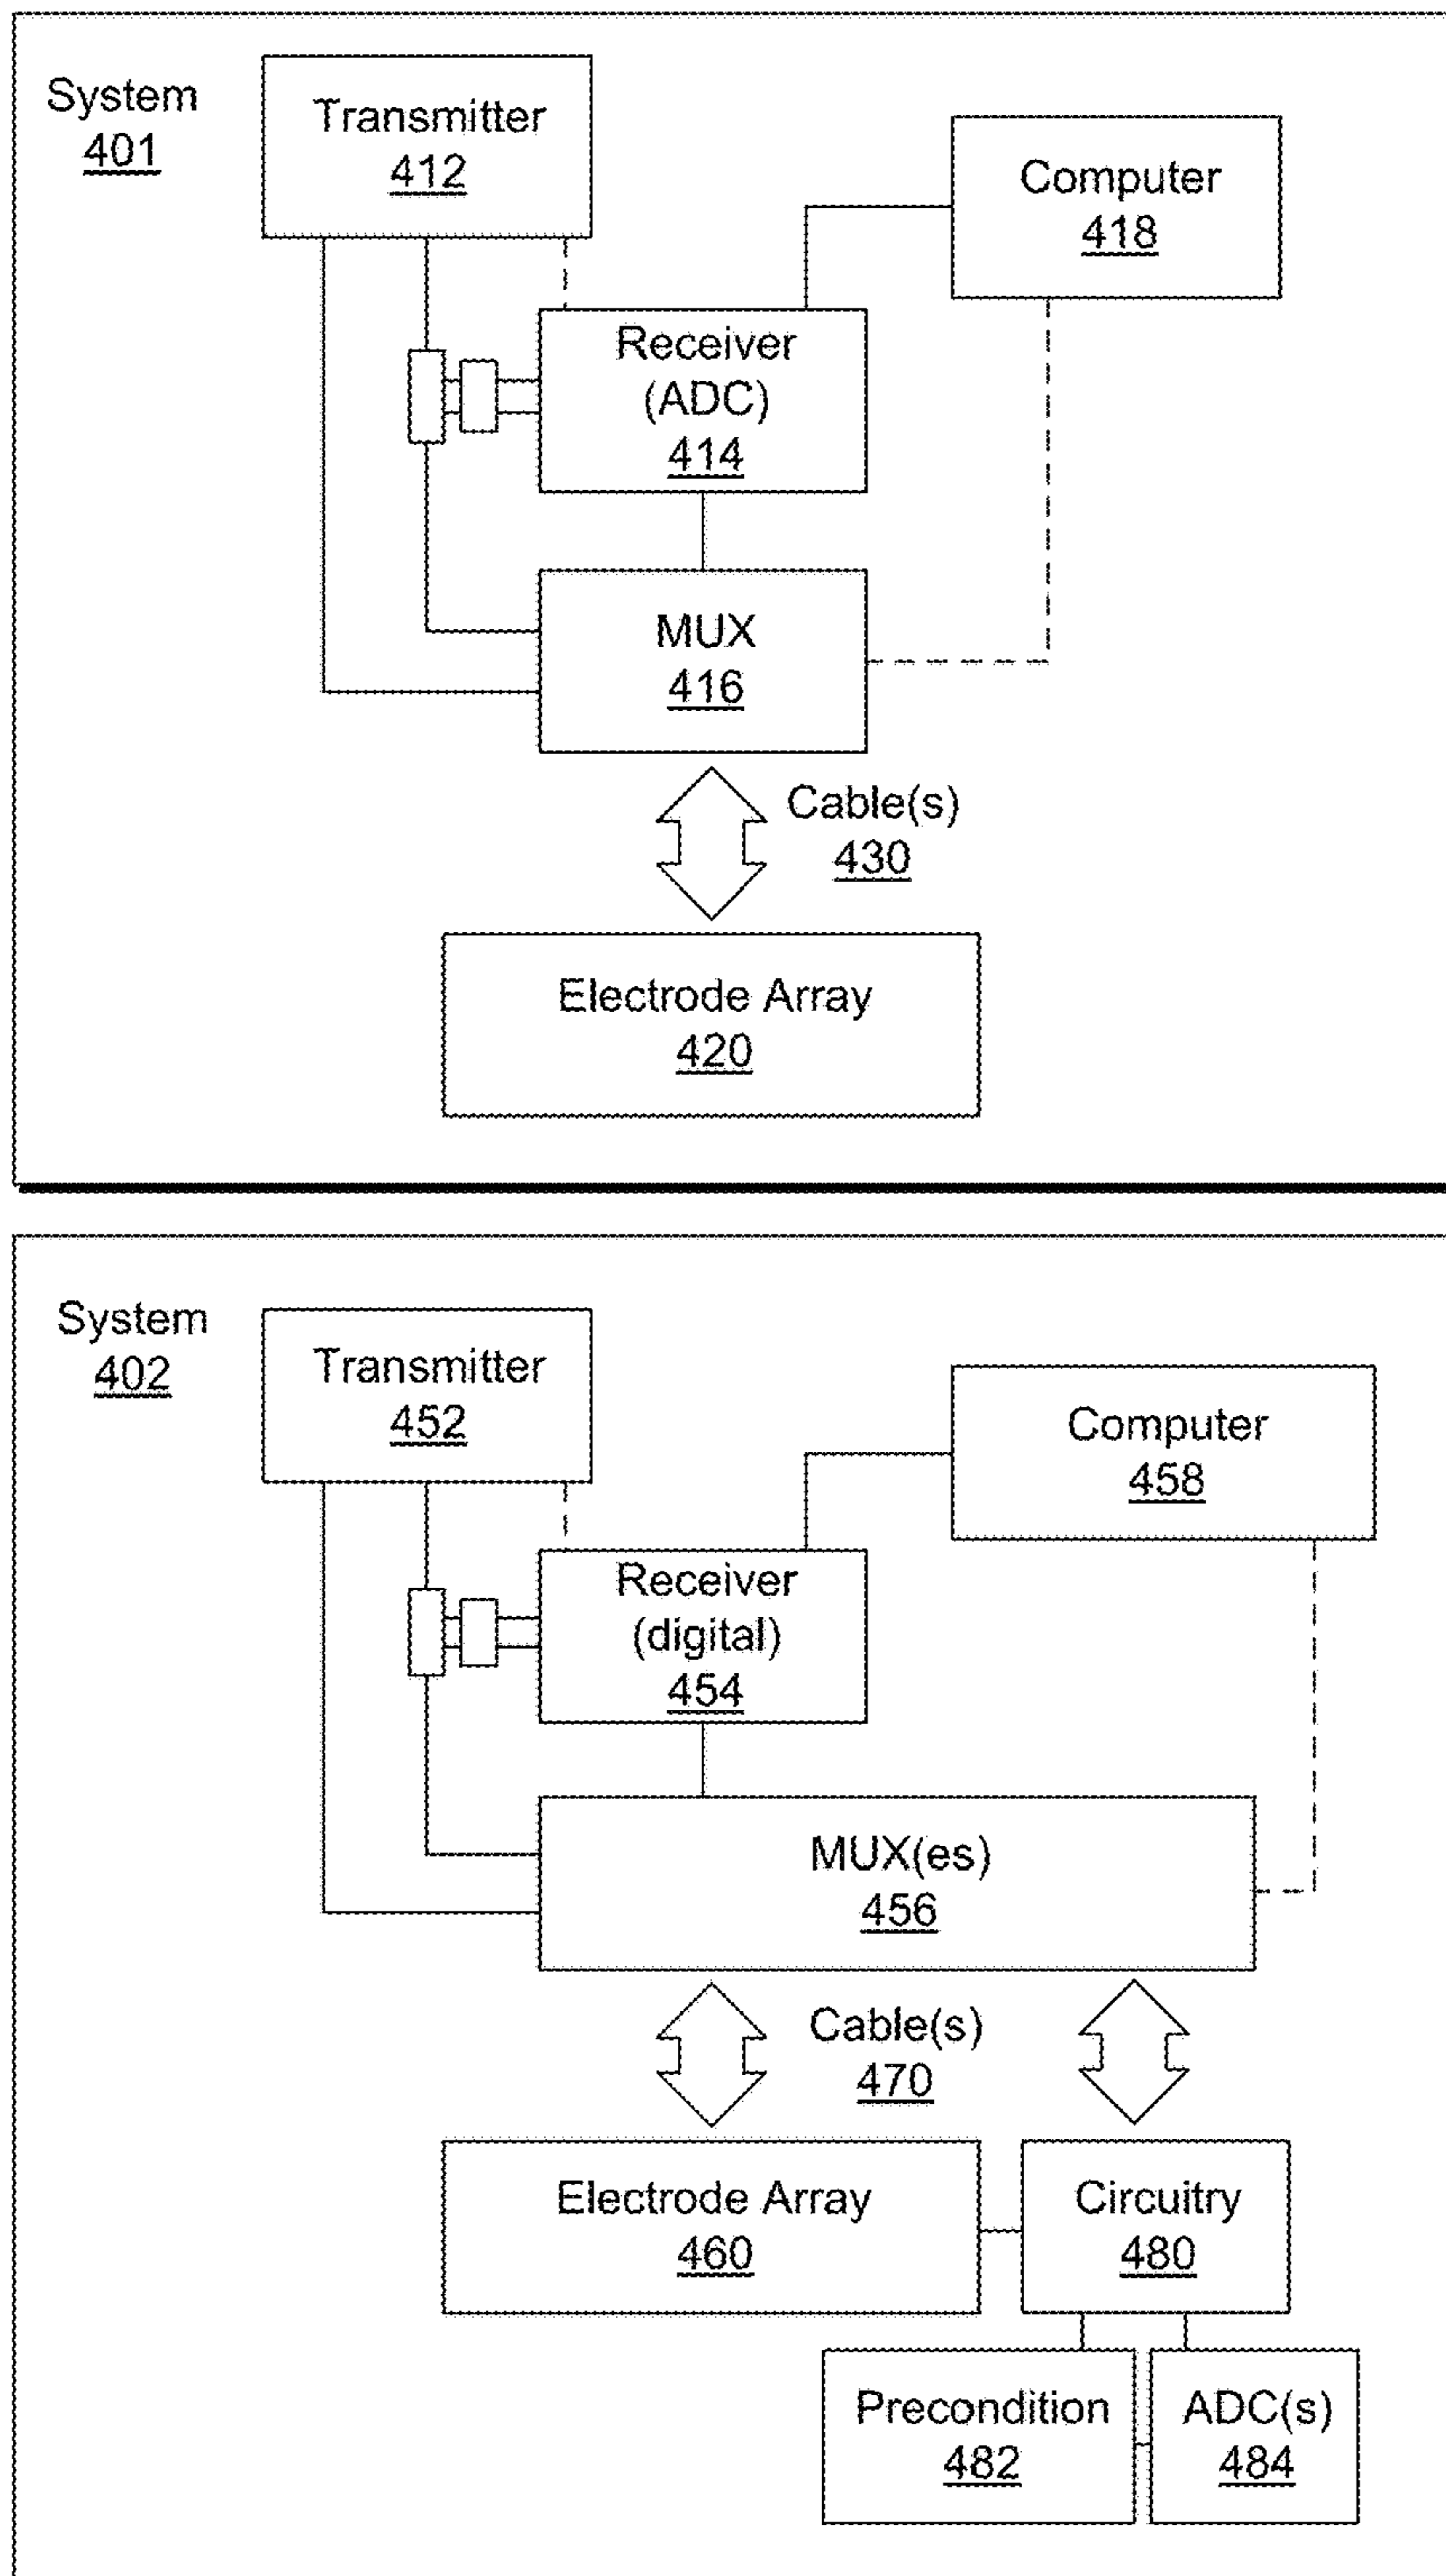 System
401
Transmitter
412
Computer
418
Receiver
(ADC)
414
MUX
416
Cable(s)
430
Electrode Array
420
System
402
Transmitter
452
Computer
458
Receiver
(digital)
454
MUX(es)
456
Cable(s)
470
Electrode Array
460
Circuitry
480
Precondition
482
ADC(s)
484